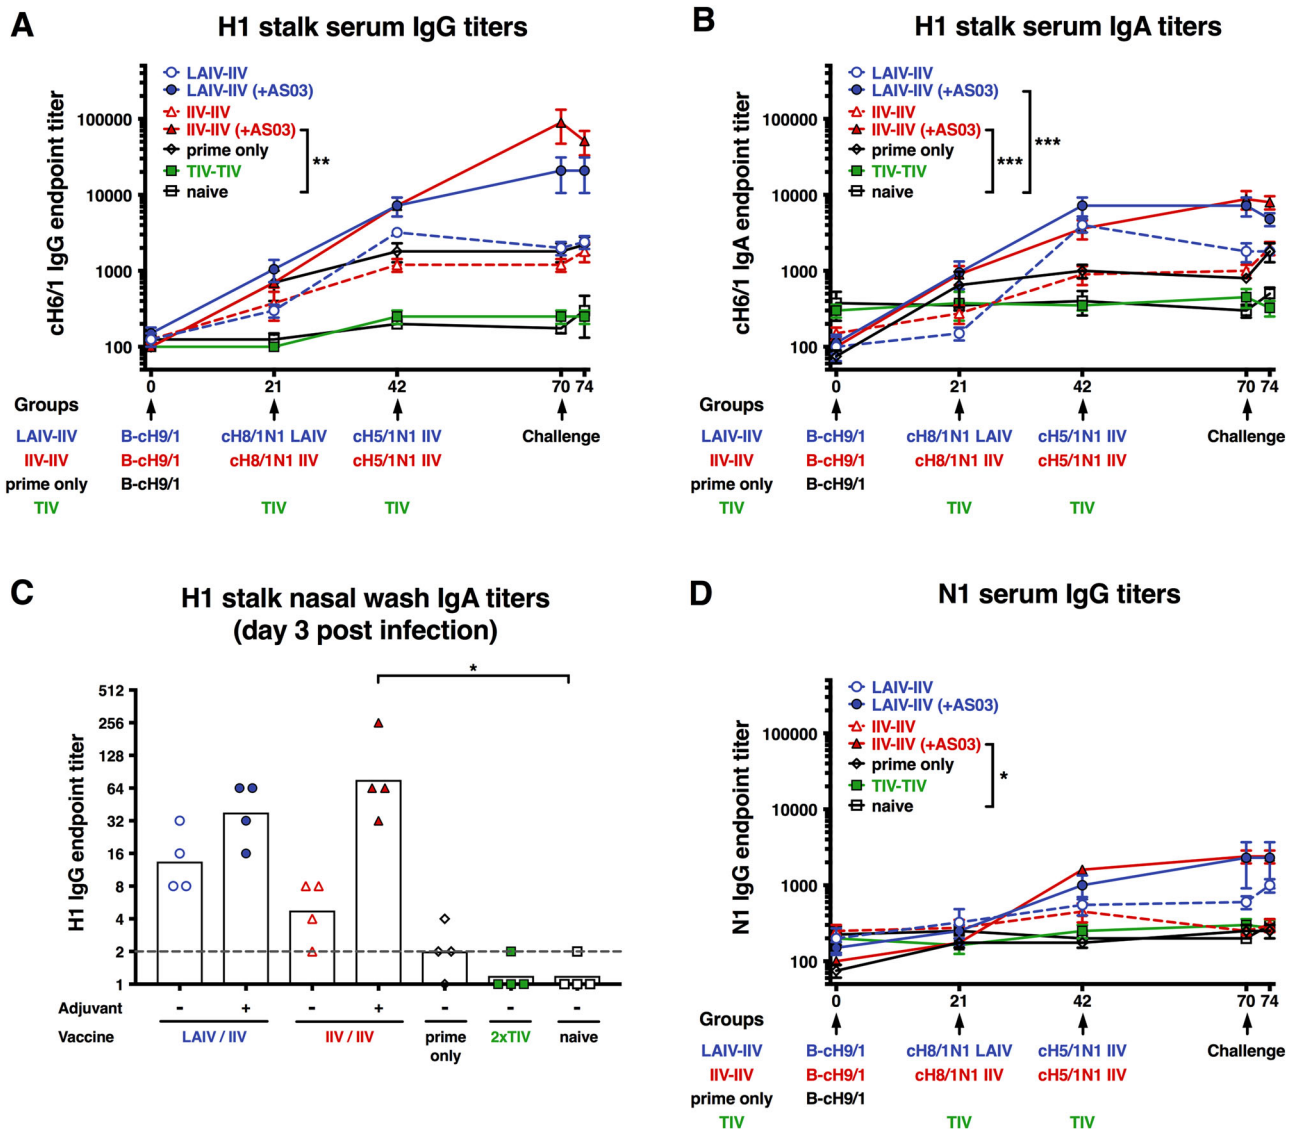 A
H1 stalk serum IgG titers
LAIV-IIV
LAIV-IIV (+AS03)
IIV-IIV
IIV-IIV (+AS03)
prime only
TIV-TIV
naive
**
cH6/1 IgG endpoint titer
100000
10000
1000
100
0 21 42 70 74
Groups
LAIV-IIV B-cH9/1 cH8/1N1 LAIV cH5/1N1 IIV Challenge
IIV-IIV B-cH9/1 cH8/1N1 IIV cH5/1N1 IIV
prime only B-cH9/1
TIV TIV TIV
B
H1 stalk serum IgA titers
LAIV-IIV
LAIV-IIV (+AS03)
IIV-IIV
IIV-IIV (+AS03)
prime only
TIV-TIV
naive
***
***
cH6/1 IgA endpoint titer
100000
10000
1000
100
0 21 42 70 74
Groups
LAIV-IIV B-cH9/1 cH8/1N1 LAIV cH5/1N1 IIV Challenge
IIV-IIV B-cH9/1 cH8/1N1 IIV cH5/1N1 IIV
prime only B-cH9/1
TIV TIV TIV
C
H1 stalk nasal wash IgA titers
(day 3 post infection)
*
H1 IgG endpoint titer
512
256
128
64
32
16
8
4
2
1
Adjuvant - + - + - - -
Vaccine LAIV / IIV IIV / IIV prime only 2xTIV naive
D
N1 serum IgG titers
LAIV-IIV
LAIV-IIV (+AS03)
IIV-IIV
IIV-IIV (+AS03)
prime only
TIV-TIV
naive
*
N1 IgG endpoint titer
100000
10000
1000
100
0 21 42 70 74
Groups
LAIV-IIV B-cH9/1 cH8/1N1 LAIV cH5/1N1 IIV Challenge
IIV-IIV B-cH9/1 cH8/1N1 IIV cH5/1N1 IIV
prime only B-cH9/1
TIV TIV TIV